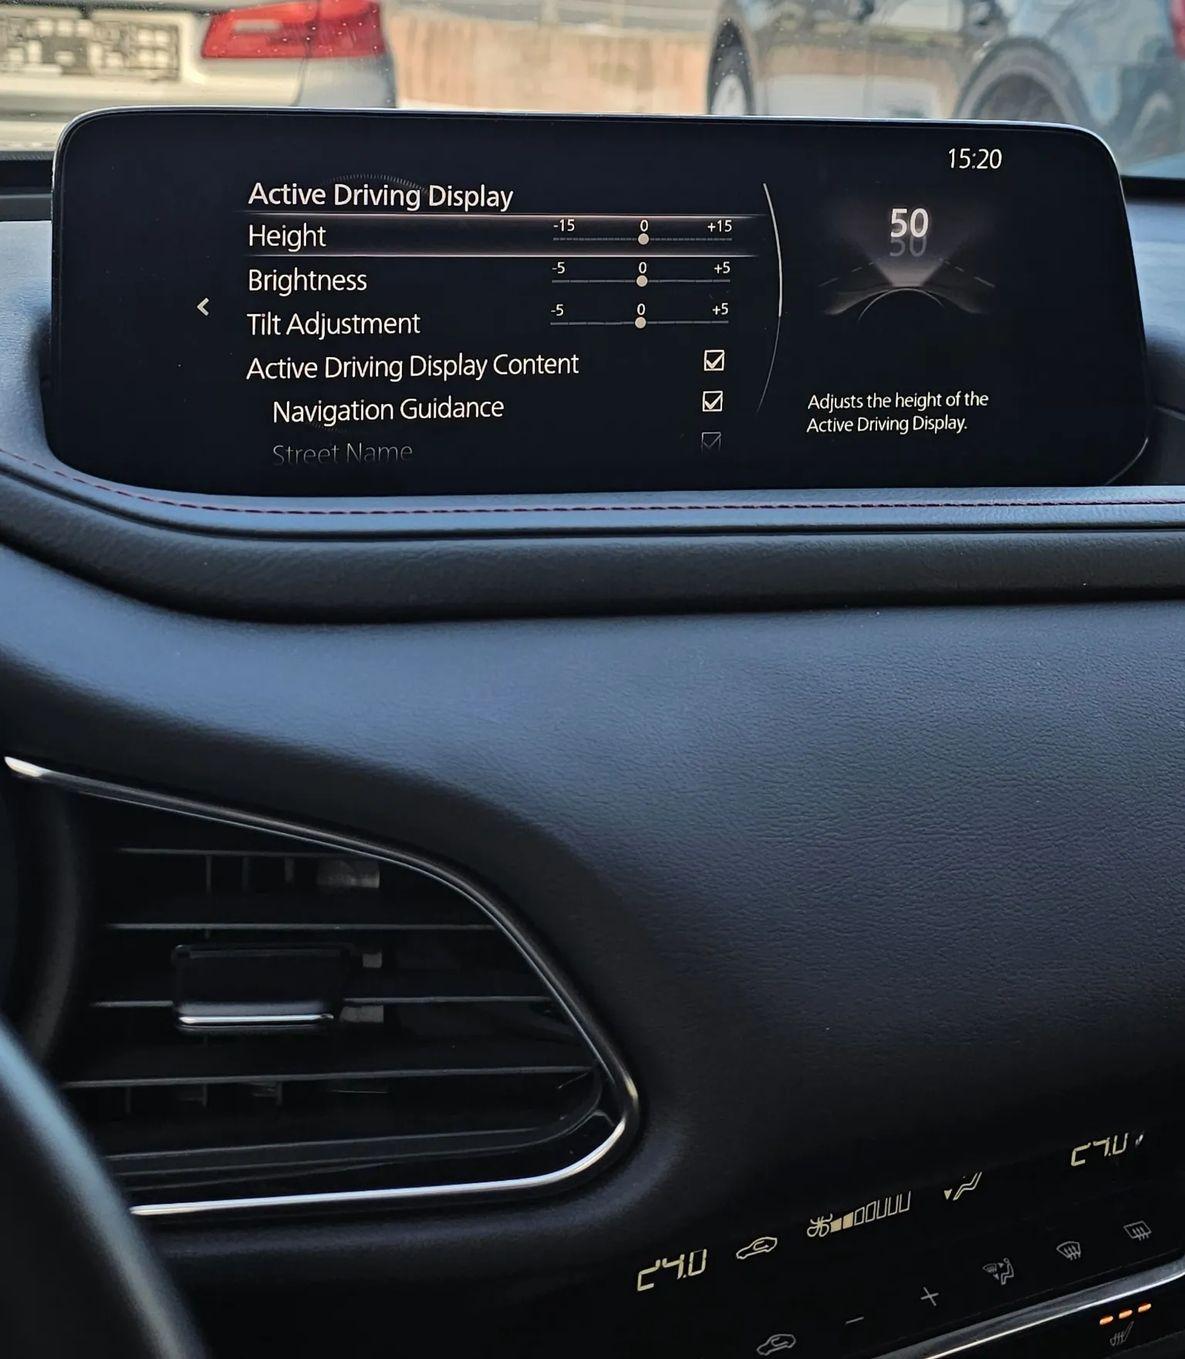 15:20
Active Driving Display
Height -15 0 +15
Brightness -5 0 +5
Tilt Adjustment -5 0 +5
Active Driving Display Content
Navigation Guidance
Street Name
50
50
Adjusts the height of the
Active Driving Display.
27.0
24.0